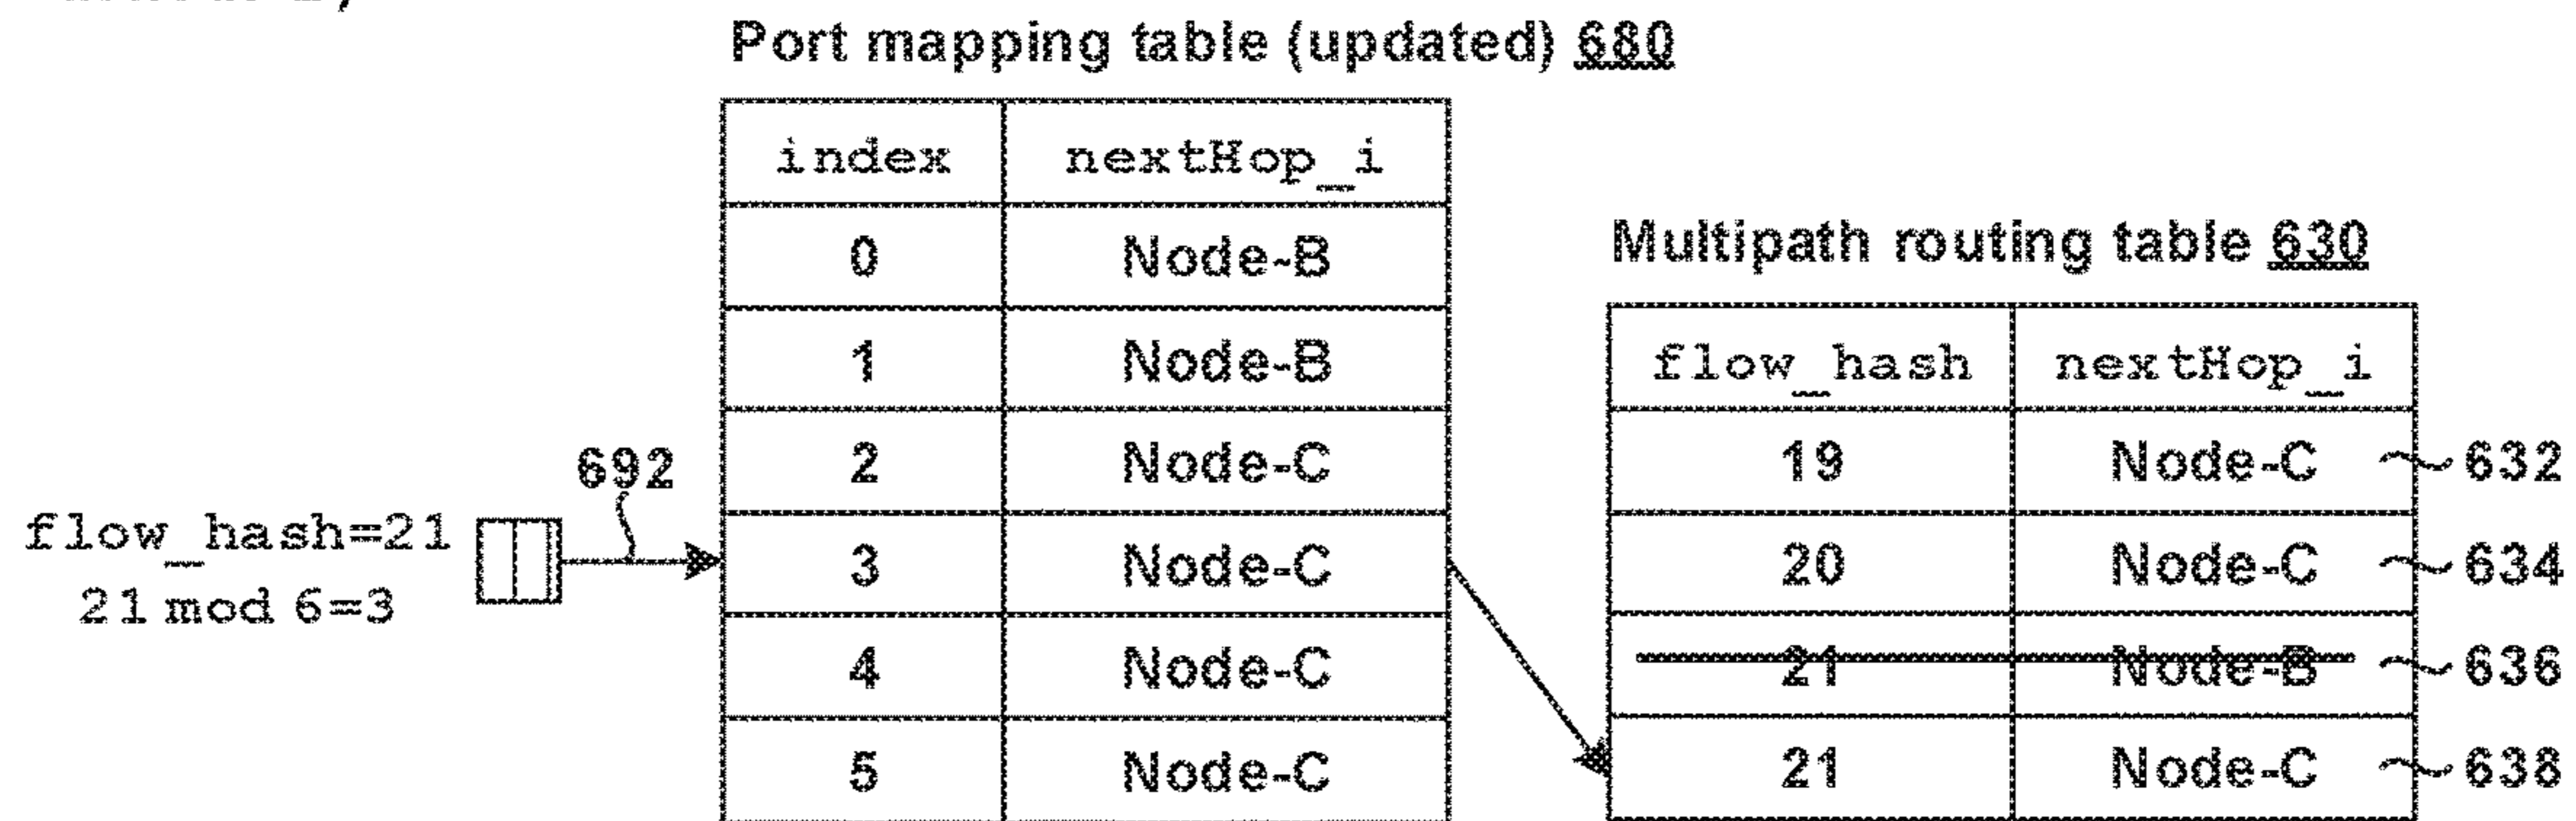 Port mapping table (updated) 680
index nextHop_i
0 Node-B
1 Node-B
2 Node-C
3 Node-C
4 Node-C
5 Node-C
692
flow_hash=21
21 mod 6=3
Multipath routing table 630
flow_hash nextHop_i
19 Node-C 632
20 Node-C 634
21 Node-B 636
21 Node-C 638